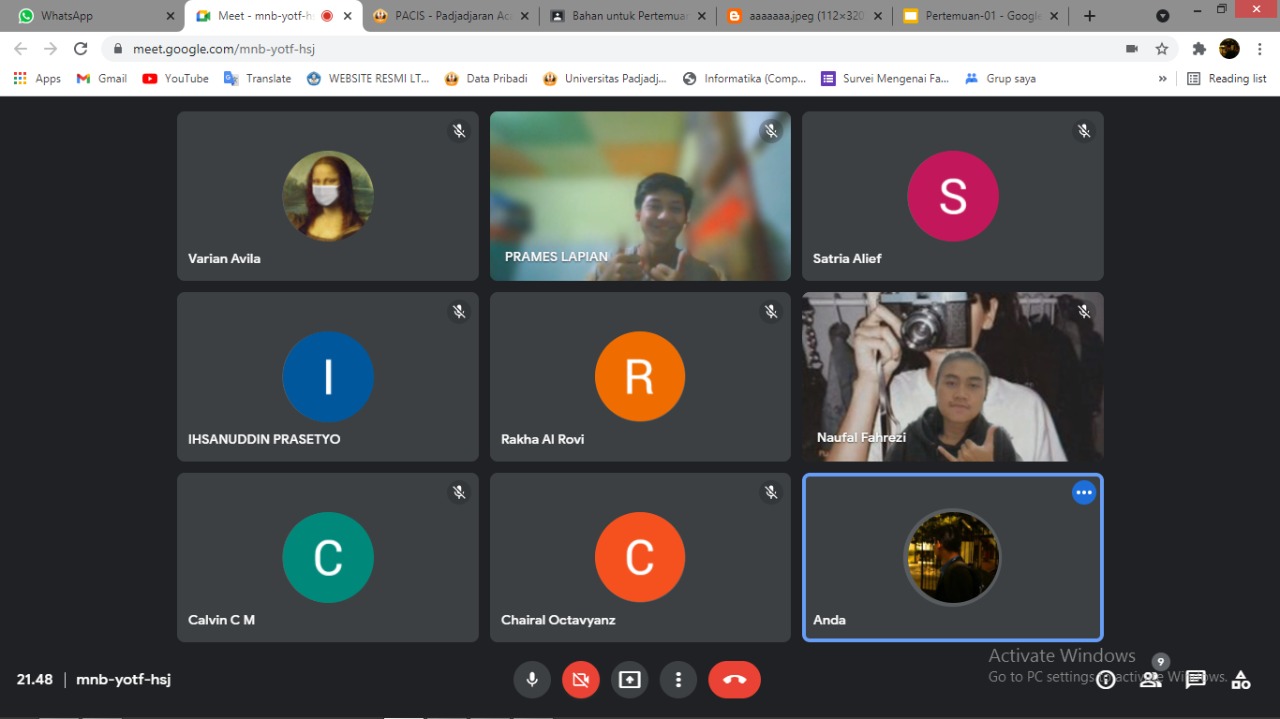 WhatsApp
Meet - mnb-yotf-hs
PACIS - Padjadjaran Ac
Bahan untuk Pertemua
aaaaaaa.jpeg (112×320
Pertemuan-01 - Google
meet.google.com/mnb-yotf-hsj
Apps
Gmail
YouTube
Translate
WEBSITE RESMI LT...
Data Pribadi
Universitas Padjadj...
Informatika (Comp...
Survei Mengenai Fa...
Grup saya
»
Reading list
Varian Avila
PRAMES LAPIAN
S
Satria Alief
I
IHSANUDDIN PRASETYO
R
Rakha Al Rovi
Naufal Fahrezi
C
Calvin C M
C
Chairal Octavyanz
Anda
Activate Windows
Go to PC settings to activate Windows.
21.48 | mnb-yotf-hsj
9